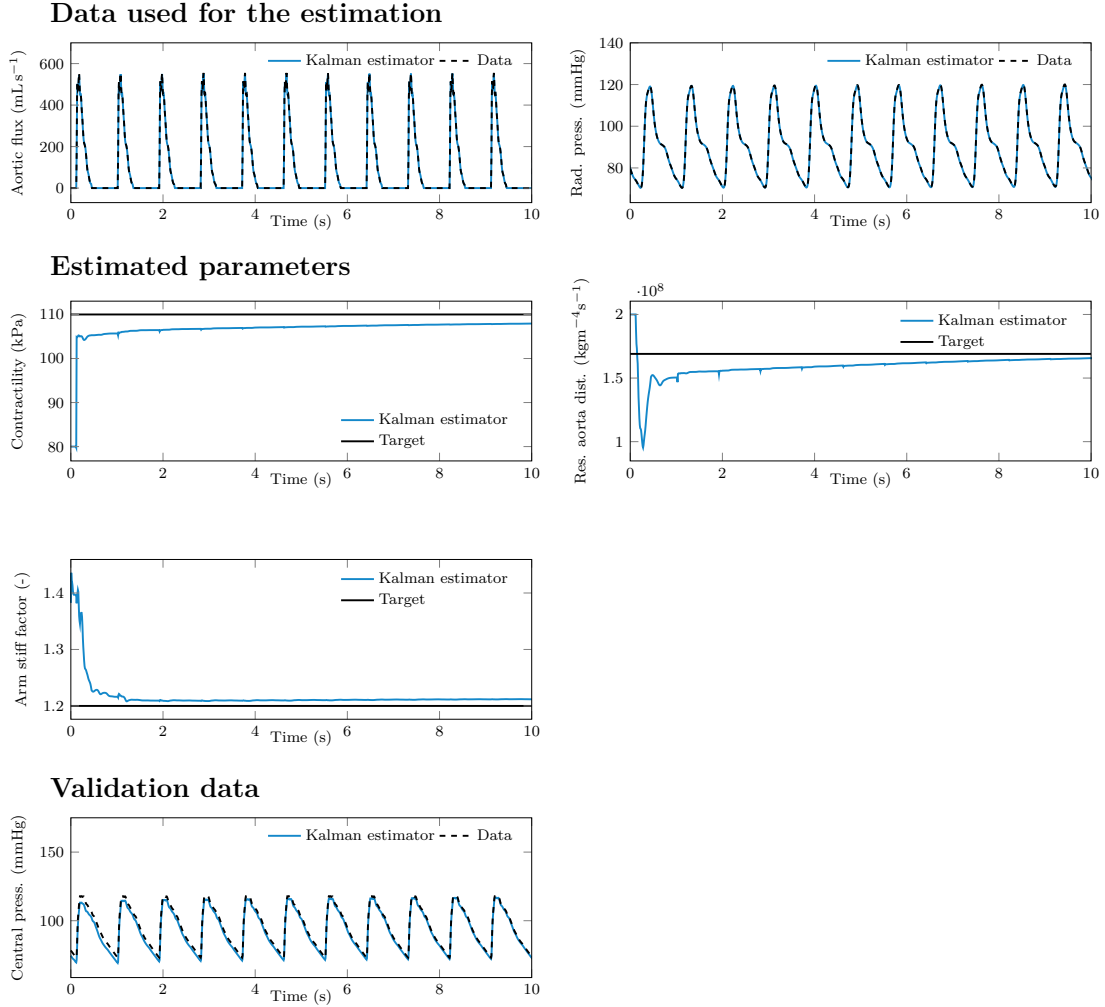 Data used for the estimation
Aortic flux (mL s⁻¹)
600
400
200
0
Kalman estimator
Data
0 2 4 6 8 10
Time (s)
Rad. press. (mmHg)
140
120
100
80
Kalman estimator
Data
0 2 4 6 8 10
Time (s)
Estimated parameters
Contractility (kPa)
110
100
90
80
Kalman estimator
Target
0 2 4 6 8 10
Time (s)
Res. aorta dist. (kgm⁻⁴s⁻¹)
·10⁸
2
1.5
1
Kalman estimator
Target
0 2 4 6 8 10
Time (s)
Arm stiff factor (-)
1.4
1.3
1.2
Kalman estimator
Target
0 2 4 6 8 10
Time (s)
Validation data
Central press. (mmHg)
150
100
Kalman estimator
Data
0 2 4 6 8 10
Time (s)